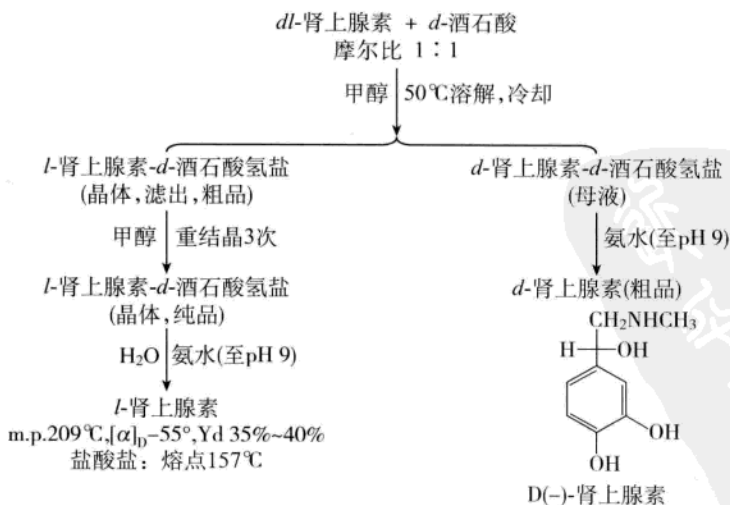 dl-肾上腺素 + d-酒石酸
摩尔比 1∶1
甲醇 50℃溶解,冷却
l-肾上腺素-d-酒石酸氢盐
(晶体,滤出,粗品)
甲醇 重结晶3次
l-肾上腺素-d-酒石酸氢盐
(晶体,纯品)
H₂O 氨水(至pH 9)
l-肾上腺素
m.p.209℃,[α]D-55°,Yd 35%~40%
盐酸盐：熔点157℃
d-肾上腺素-d-酒石酸氢盐
(母液)
氨水(至pH 9)
d-肾上腺素(粗品)
CH₂NHCH₃
H OH
OH
OH
D(-)-肾上腺素